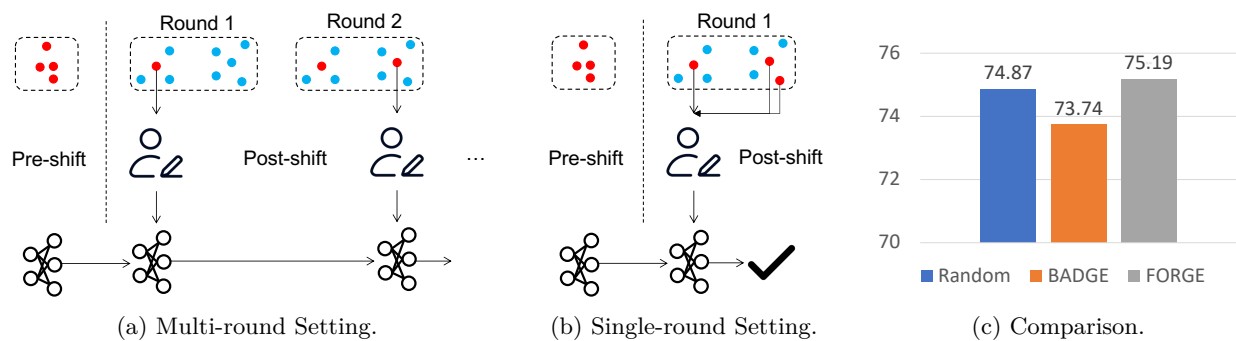 Round 1
Round 2
Pre-shift
Post-shift
...
(a) Multi-round Setting.
Round 1
Pre-shift
Post-shift
(b) Single-round Setting.
76
74
72
70
74.87
73.74
75.19
Random
BADGE
FORGE
(c) Comparison.